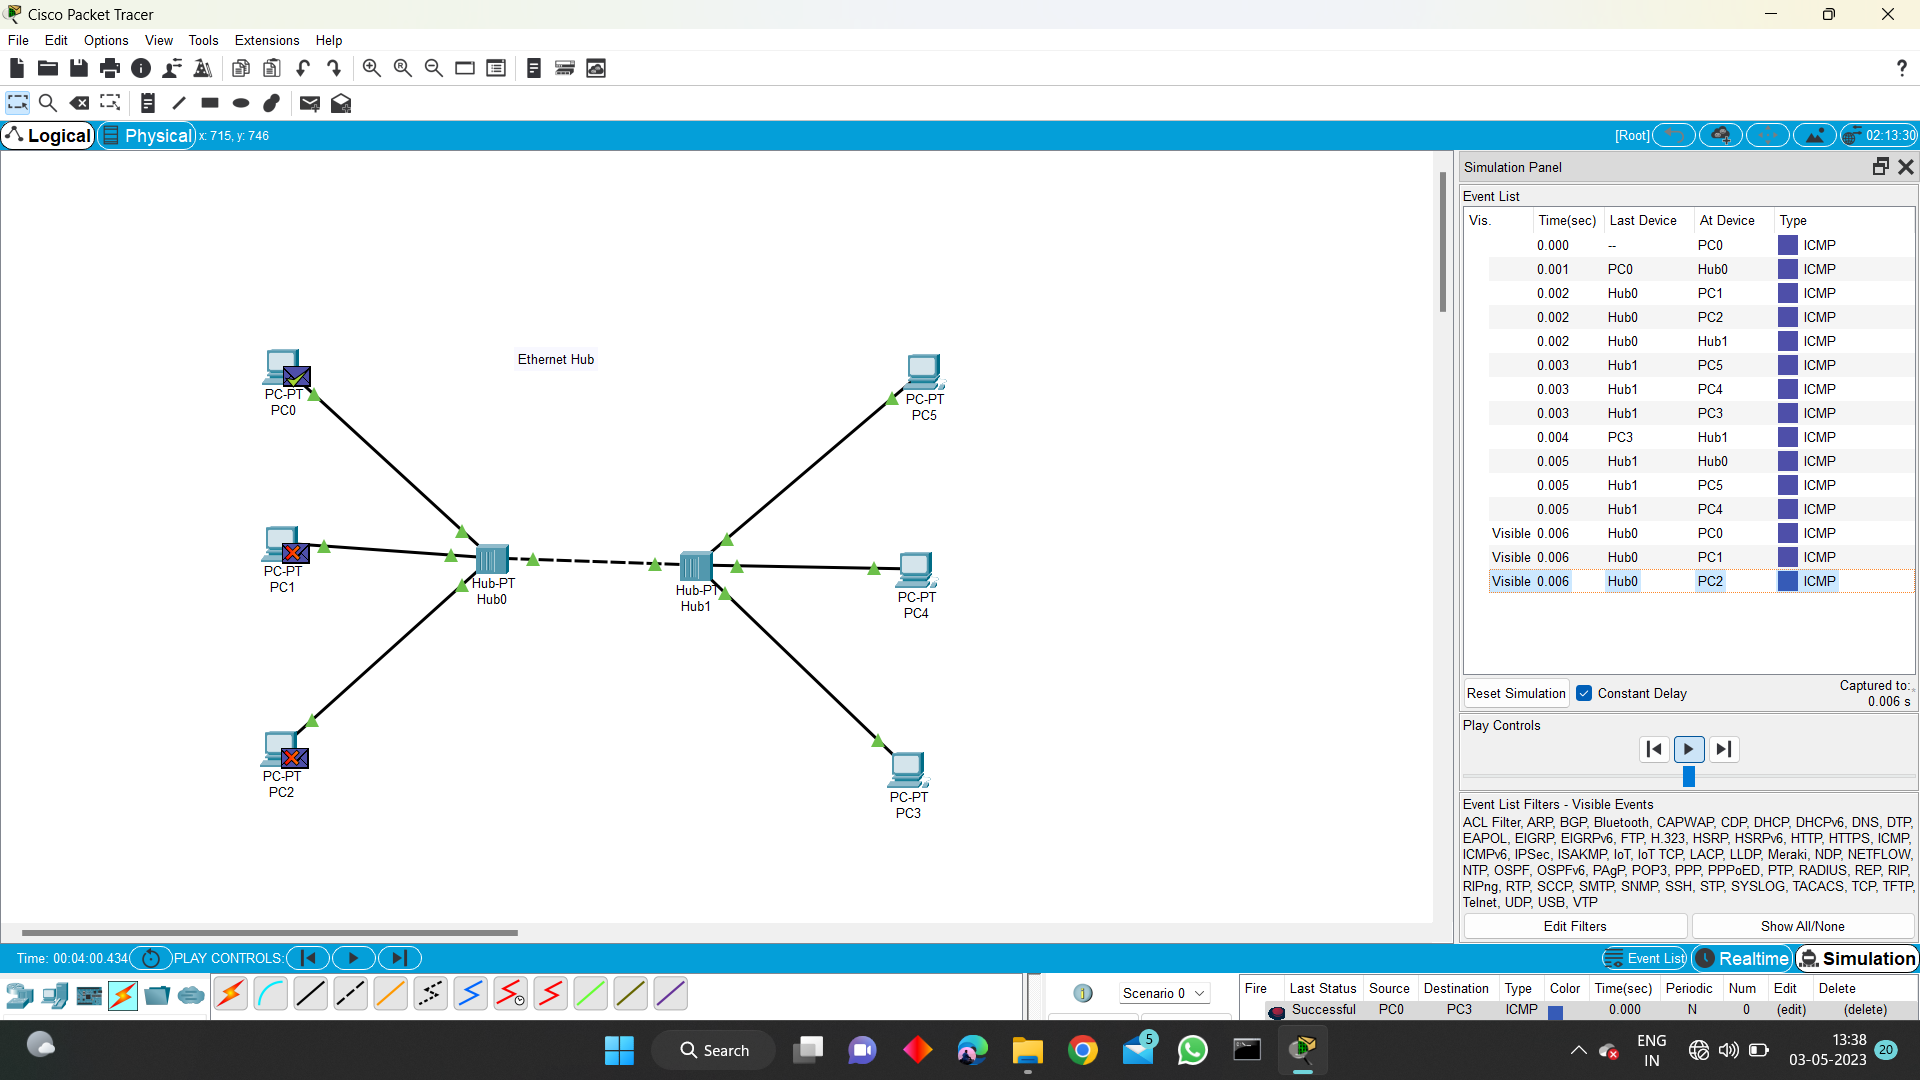 Cisco Packet Tracer
File Edit Options View Tools Extensions Help
?
Logical Physical x: 715, y: 746 [Root] 02:13:30
Simulation Panel
Event List
Vis. Time(sec) Last Device At Device Type
0.000 -- PC0 ICMP
0.001 PC0 Hub0 ICMP
0.002 Hub0 PC1 ICMP
0.002 Hub0 PC2 ICMP
0.002 Hub0 Hub1 ICMP
0.003 Hub1 PC5 ICMP
0.003 Hub1 PC4 ICMP
0.003 Hub1 PC3 ICMP
0.004 PC3 Hub1 ICMP
0.005 Hub1 Hub0 ICMP
0.005 Hub1 PC5 ICMP
0.005 Hub1 PC4 ICMP
Visible 0.006 Hub0 PC0 ICMP
Visible 0.006 Hub0 PC1 ICMP
Visible 0.006 Hub0 PC2 ICMP
Reset Simulation Constant Delay Captured to:
0.006 s
Play Controls
Event List Filters - Visible Events
ACL Filter, ARP, BGP, Bluetooth, CAPWAP, CDP, DHCP, DHCPv6, DNS, DTP,
EAPOL, EIGRP, EIGRPv6, FTP, H.323, HSRP, HSRPv6, HTTP, HTTPS, ICMP,
ICMPv6, IPSec, ISAKMP, IoT, IoT TCP, LACP, LLDP, Meraki, NDP, NETFLOW,
NTP, OSPF, OSPFv6, PAgP, POP3, PPP, PPPoED, PTP, RADIUS, REP, RIP,
RIPng, RTP, SCCP, SMTP, SNMP, SSH, STP, SYSLOG, TACACS, TCP, TFTP,
Telnet, UDP, USB, VTP
Edit Filters Show All/None
Ethernet Hub
PC-PT
PC0
PC-PT
PC5
PC-PT
PC1
Hub-PT
Hub0
Hub-PT
Hub1
PC-PT
PC4
PC-PT
PC2
PC-PT
PC3
Time: 00:04:00.434 PLAY CONTROLS: Event List Realtime Simulation
Scenario 0
Fire Last Status Source Destination Type Color Time(sec) Periodic Num Edit Delete
Successful PC0 PC3 ICMP 0.000 N 0 (edit) (delete)
Search
5
ENG
IN
13:38
03-05-2023
20